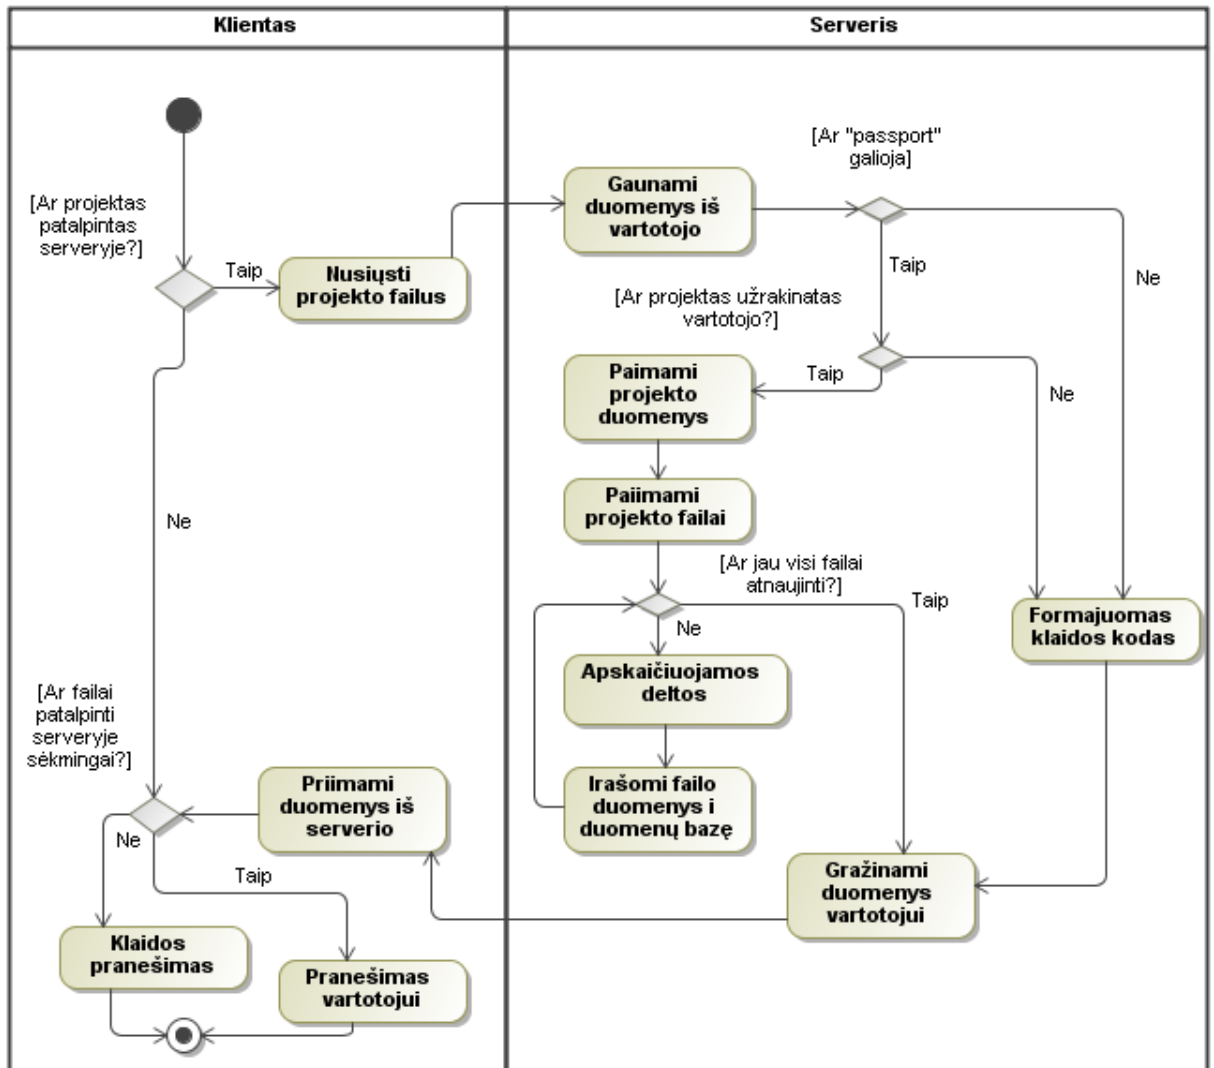 Klientas
Serveris
[Ar "passport"
galioja]
Gaunami
duomenys iš
vartotojo
[Ar projektas
patalpintas
serveryje?]
Taip
Nusiųsti
projekto failus
Taip
Ne
[Ar projektas užrakinatas
vartotojo?]
Paimami
projekto
duomenys
Taip
Ne
Paiimami
projekto failai
Ne
[Ar jau visi failai
atnaujinti?]
Taip
Ne
Formajuomas
klaidos kodas
Apskaičiuojamos
deltos
[Ar failai
patalpinti
serveryje
sėkmingai?]
Priimami
duomenys iš
serverio
Irašomi failo
duomenys i
duomenų bazę
Ne
Taip
Gražinami
duomenys
vartotojui
Klaidos
pranešimas
Pranešimas
vartotojui